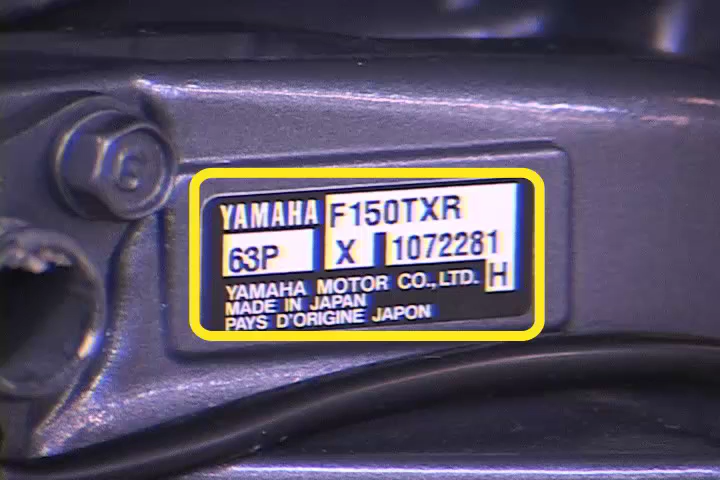 YAMAHA F150TXR
63P X 1072281
YAMAHA MOTOR CO., LTD. H
MADE IN JAPAN
PAYS D'ORIGINE JAPON